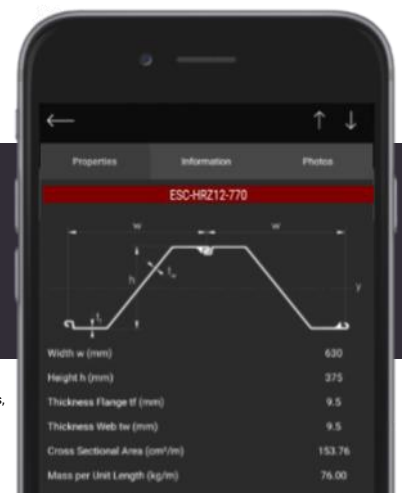 ← ↑ ↓
Properties Information Photos
ESC-HRZ12-770
w w
h tw y
tf
Width w (mm) 630
Height h (mm) 375
Thickness Flange tf (mm) 9.5
Thickness Web tw (mm) 9.5
Cross Sectional Area (cm²/m) 153.76
Mass per Unit Length (kg/m) 76.00